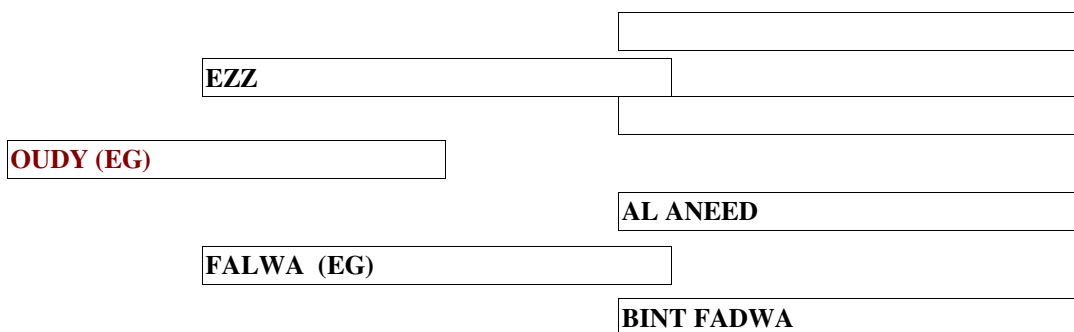 EZZ
OUDY (EG)
AL ANEED
FALWA (EG)
BINT FADWA